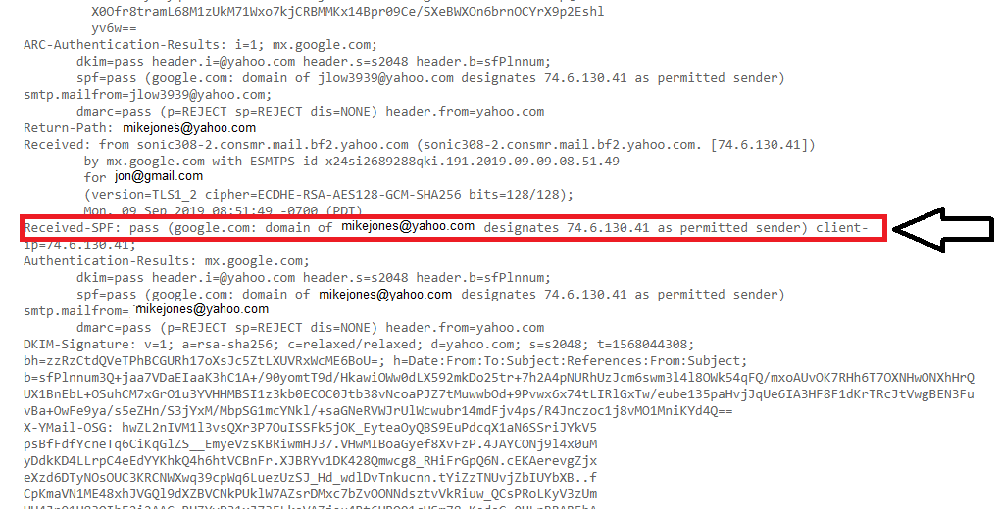 X0Ofr8tramL68M1zUkM71Wxo7kjCRBMMKx14Bpr09Ce/SXeBWXOn6brnOCYrX9p2Eshl
yv6w==
ARC-Authentication-Results: i=1; mx.google.com;
dkim=pass header.i=@yahoo.com header.s=s2048 header.b=sfPlnnum;
spf=pass (google.com: domain of jlow3939@yahoo.com designates 74.6.130.41 as permitted sender)
smtp.mailfrom=jlow3939@yahoo.com;
dmarc=pass (p=REJECT sp=REJECT dis=NONE) header.from=yahoo.com
Return-Path: mikejones@yahoo.com
Received: from sonic308-2.consmr.mail.bf2.yahoo.com (sonic308-2.consmr.mail.bf2.yahoo.com. [74.6.130.41])
by mx.google.com with ESMTPS id x24si2689288qki.191.2019.09.09.08.51.49
for jon@gmail.com
(version=TLS1_2 cipher=ECDHE-RSA-AES128-GCM-SHA256 bits=128/128);
Mon, 09 Sep 2019 08:51:49 -0700 (PDT)
Received-SPF: pass (google.com: domain of mikejones@yahoo.com designates 74.6.130.41 as permitted sender) client-
ip=74.6.130.41;
Authentication-Results: mx.google.com;
dkim=pass header.i=@yahoo.com header.s=s2048 header.b=sfPlnnum;
spf=pass (google.com: domain of mikejones@yahoo.com designates 74.6.130.41 as permitted sender)
smtp.mailfrom= mikejones@yahoo.com
dmarc=pass (p=REJECT sp=REJECT dis=NONE) header.from=yahoo.com
DKIM-Signature: v=1; a=rsa-sha256; c=relaxed/relaxed; d=yahoo.com; s=s2048; t=1568044308;
bh=zzRzCtdQVeTPhBCGURh17oXsJc5ZtLXUVRxWcME6BoU=; h=Date:From:To:Subject:References:From:Subject;
b=sfPlnnum3Q+jaa7VDaEIaaK3hC1A+/90yomtT9d/HkawiOWw0dLX592mkDo25tr+7h2A4pNURhUzJcm6swm3l4l8OWk54qFQ/mxoAUvOK7RHh6T7OXNHwONXhHrQ
UX1BnEbL+OSuhCM7xGrO1u3YVHHMBSI1z3kb0ECOC0Jtb38vNcoaPJZ7tMuwwbOd+9Pvwx6x74tLIRlGxTw/eube135paHvjJqUe6IA3HF8F1dKrTRcJtVwgBEN3Fu
vBa+OwFe9ya/s5eZHn/S3jYxM/MbpSG1mcYNkl/+saGNeRVWJrUlWcwubr14mdFjv4ps/R4Jnczoc1j8vMO1MniKYd4Q==
X-YMail-OSG: hwZL2nIVM1l3vsQXr3P7OuISSFk5jOK_EyteaOyQBS9EuPdcqX1aN6SSriJYkV5
psBfFdfYcneTq6CiKqGlZS__EmyeVzsKBRiwmHJ37.VHwMIBoaGyef8XvFzP.4JAYCONj9l4x0uM
yDdkKD4LLrpC4eEdYYKhkQ4h6htVCBnFr.XJBRYv1DK428Qmwcg8_RHiFrGpQ6N.cEKAerevgZjx
eXzd6DTyNOsOUC3KRCNWXwq39cpWq6LuezUzSJ_Hd_wdlDvTnkucnn.tYiZzTNUvjZbIUYbXB..f
CpKmaVN1ME48xhJVGQl9dXZBVCNkPUklW7AZsrDMxc7bZvOONNdsztvVkRiuw_QCsPRoLKyV3zUm